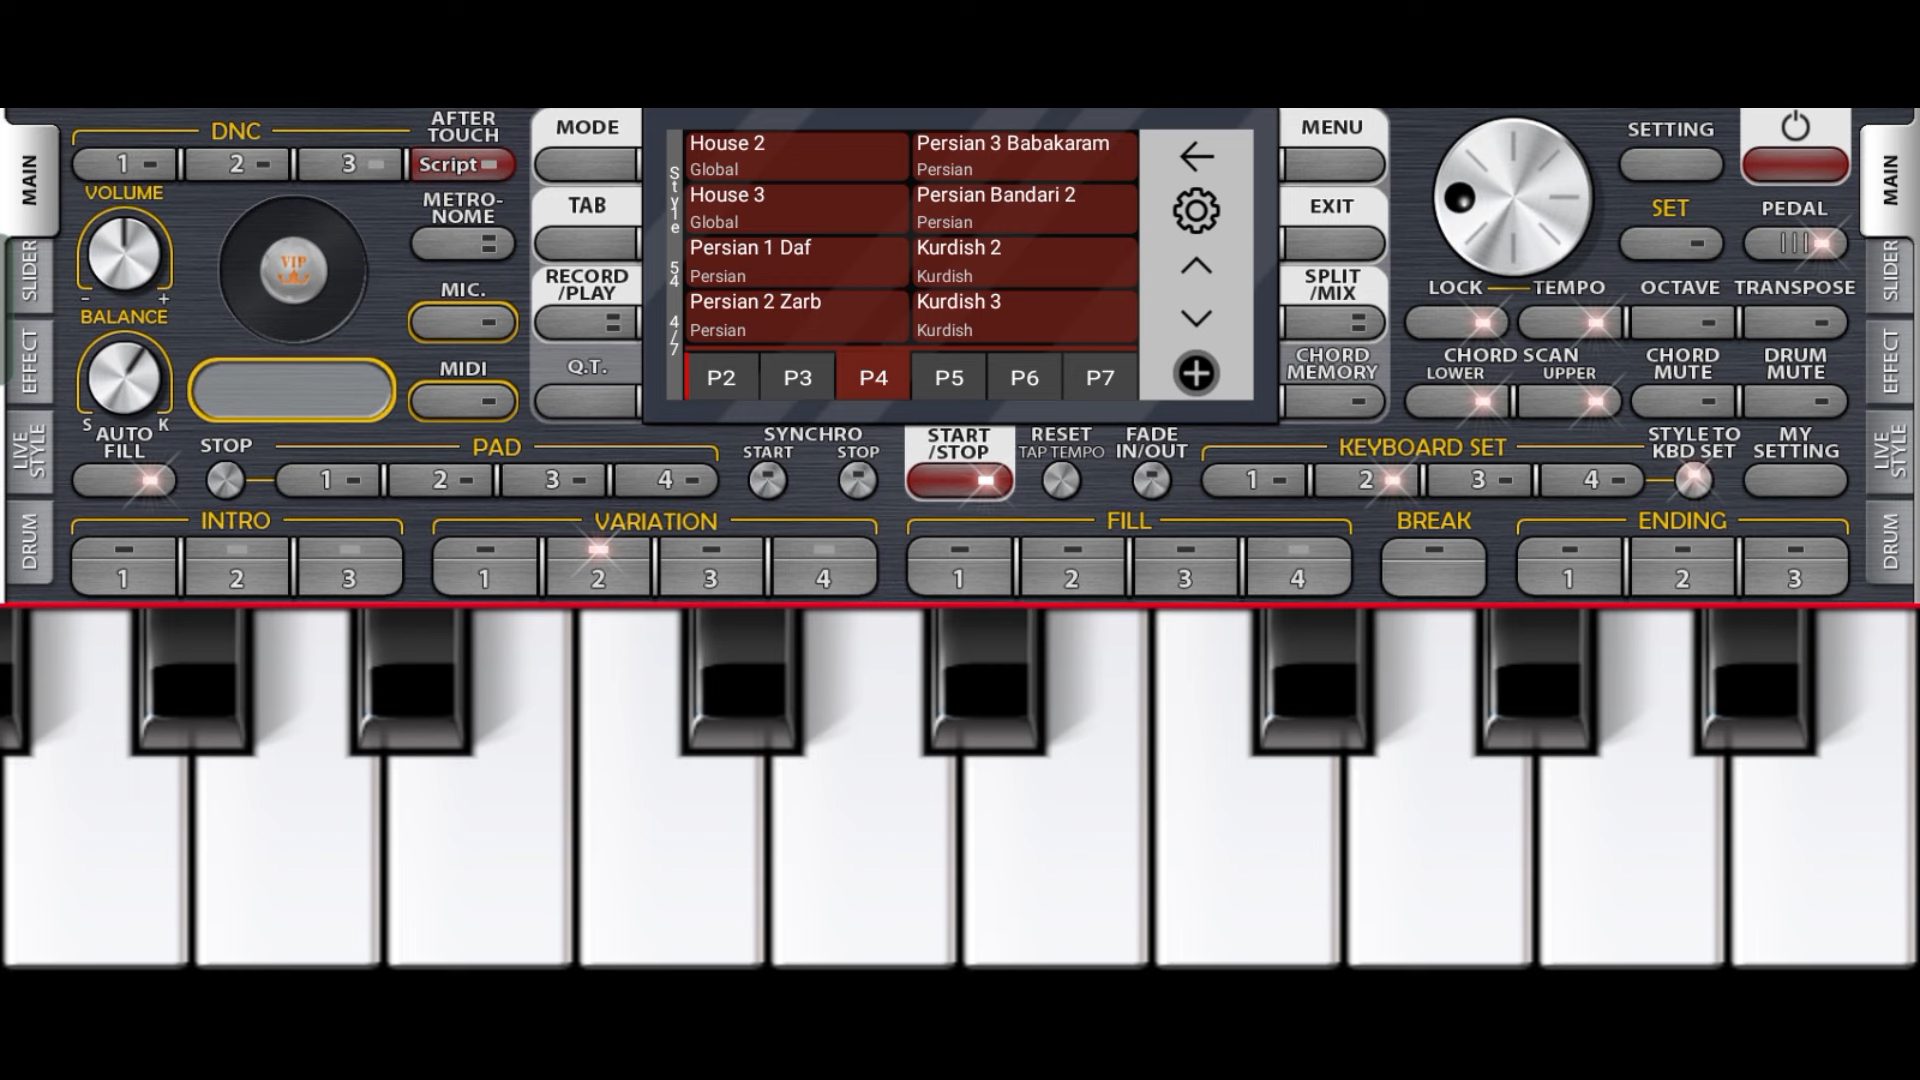 DNC
1
2
3
AFTER
TOUCH
Script
VOLUME
- +
BALANCE
S K
METRO-
NOME
MIC.
MIDI
VIP
MODE
TAB
RECORD
/PLAY
Q.T.
Style
54
4/7
House 2
Global
Persian 3 Babakaram
Persian
House 3
Global
Persian Bandari 2
Persian
Persian 1 Daf
Persian
Kurdish 2
Kurdish
Persian 2 Zarb
Persian
Kurdish 3
Kurdish
P2 P3 P4 P5 P6 P7
MENU
EXIT
SPLIT
/MIX
CHORD
MEMORY
SETTING
SET
PEDAL
LOCK TEMPO OCTAVE TRANSPOSE
CHORD SCAN
LOWER UPPER
CHORD
MUTE
DRUM
MUTE
MAIN
SLIDER
EFFECT
LIVE
STYLE
DRUM
MAIN
SLIDER
EFFECT
LIVE
STYLE
DRUM
AUTO
FILL
STOP
PAD
1 2 3 4
SYNCHRO
START STOP
START
/STOP
RESET
TAP TEMPO
FADE
IN/OUT
KEYBOARD SET
1 2 3 4
STYLE TO
KBD SET
MY
SETTING
INTRO
1 2 3
VARIATION
1 2 3 4
FILL
1 2 3 4
BREAK
ENDING
1 2 3